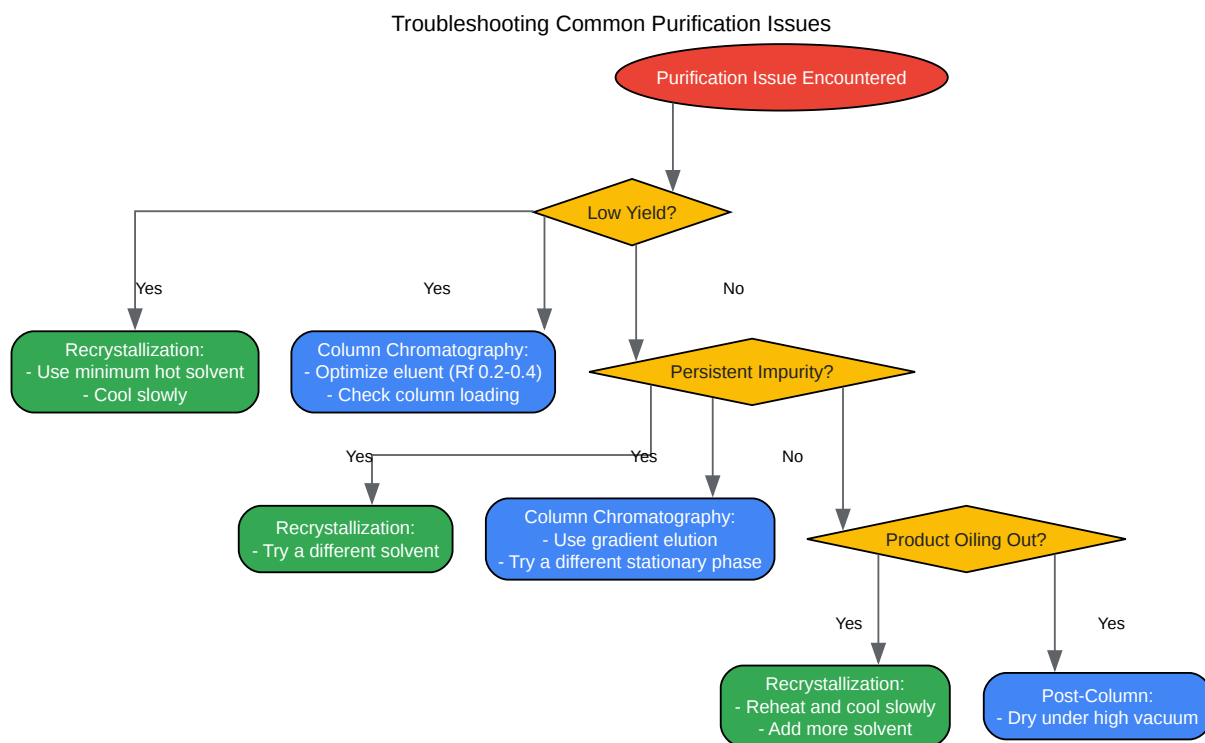 Troubleshooting Common Purification Issues
Purification Issue Encountered
Low Yield?
Yes
Yes
No
Recrystallization:
- Use minimum hot solvent
- Cool slowly
Column Chromatography:
- Optimize eluent (Rf 0.2-0.4)
- Check column loading
Persistent Impurity?
Yes
Yes
No
Recrystallization:
- Try a different solvent
Column Chromatography:
- Use gradient elution
- Try a different stationary phase
Product Oiling Out?
Yes
Yes
Recrystallization:
- Reheat and cool slowly
- Add more solvent
Post-Column:
- Dry under high vacuum